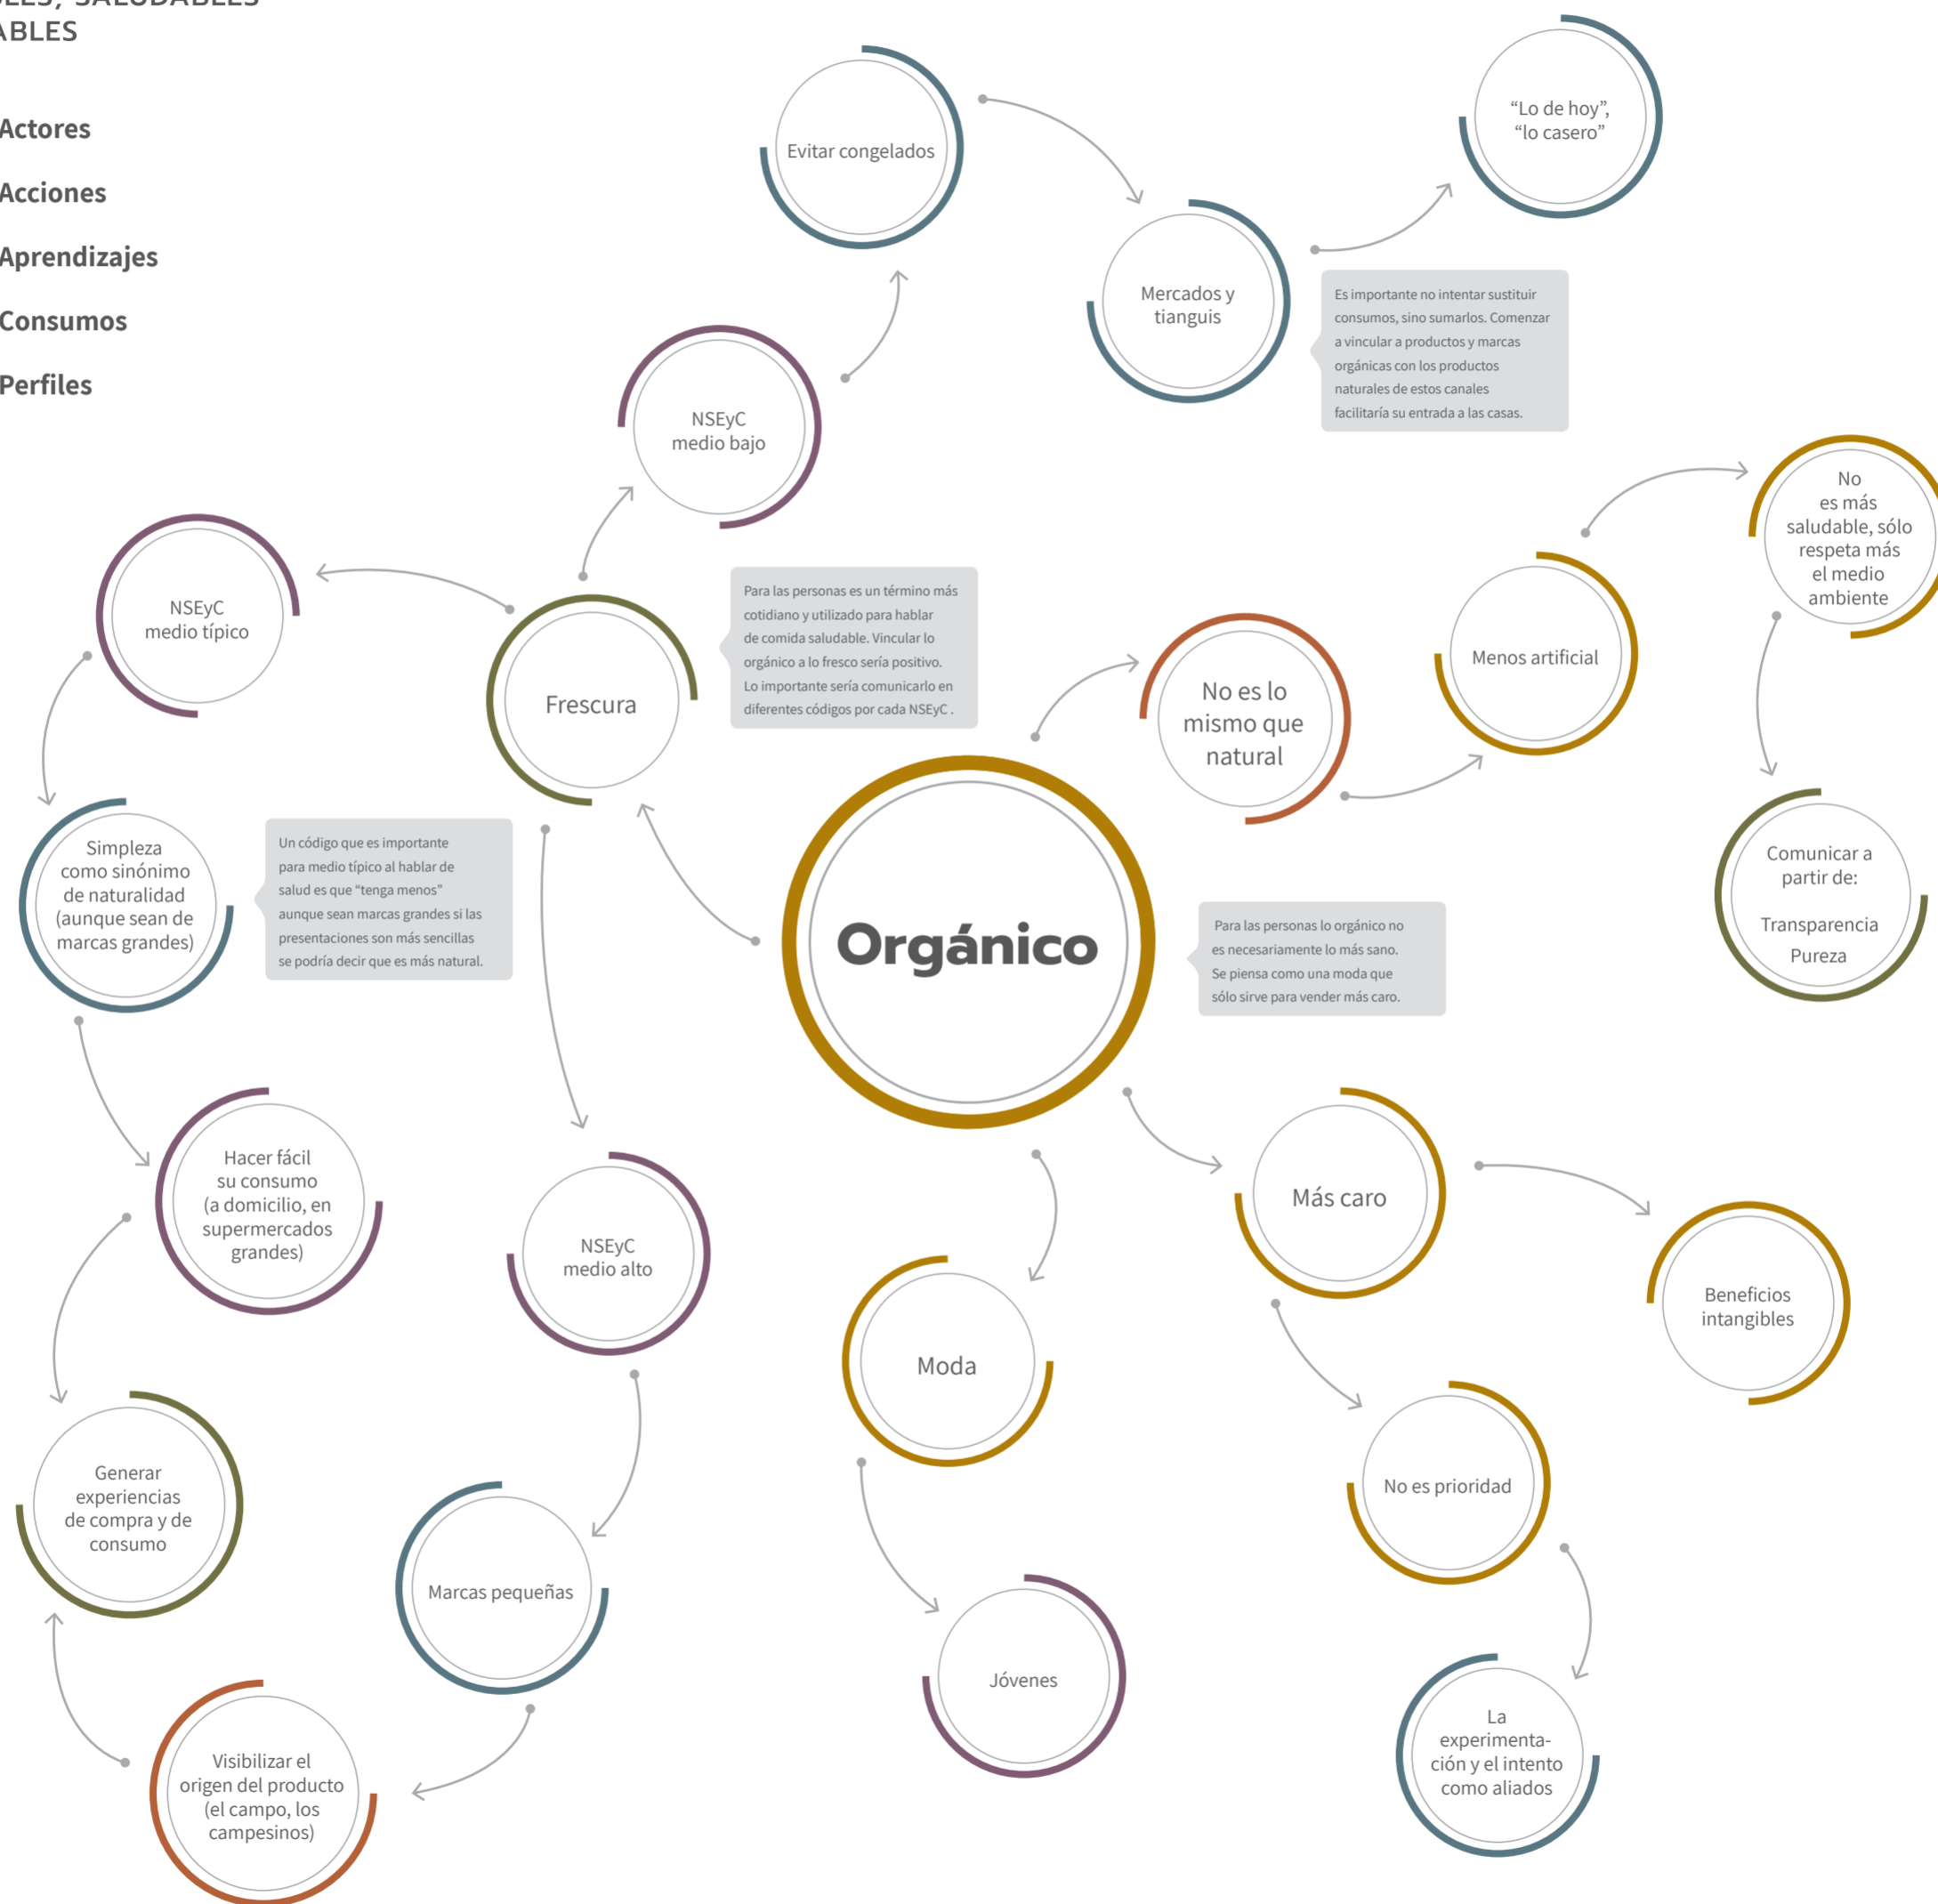 ABLES
Actores
Acciones
Aprendizajes
Consumos
Perfiles
Evitar congelados
Mercados y
tianguis
“Lo de hoy”,
“lo casero”
Es importante no intentar sustituir
consumos, sino sumarlos. Comenzar
a vincular a productos y marcas
orgánicas con los productos
naturales de estos canales
facilitaría su entrada a las casas.
NSEyC
medio bajo
NSEyC
medio típico
Frescura
Para las personas es un término más
cotidiano y utilizado para hablar
de comida saludable. Vincular lo
orgánico a lo fresco sería positivo.
Lo importante sería comunicarlo en
diferentes códigos por cada NSEyC .
No es lo
mismo que
natural
Menos artificial
No
es más
saludable, sólo
respeta más
el medio
ambiente
Comunicar a
partir de:
Transparencia
Pureza
Simpleza
como sinónimo
de naturalidad
(aunque sean de
marcas grandes)
Un código que es importante
para medio típico al hablar de
salud es que “tenga menos”
aunque sean marcas grandes si las
presentaciones son más sencillas
se podría decir que es más natural.
Orgánico
Para las personas lo orgánico no
es necesariamente lo más sano.
Se piensa como una moda que
sólo sirve para vender más caro.
Hacer fácil
su consumo
(a domicilio, en
supermercados
grandes)
NSEyC
medio alto
Más caro
Beneficios
intangibles
Moda
No es prioridad
Generar
experiencias
de compra y de
consumo
Marcas pequeñas
Jóvenes
La
experimenta-
ción y el intento
como aliados
Visibilizar el
origen del producto
(el campo, los
campesinos)